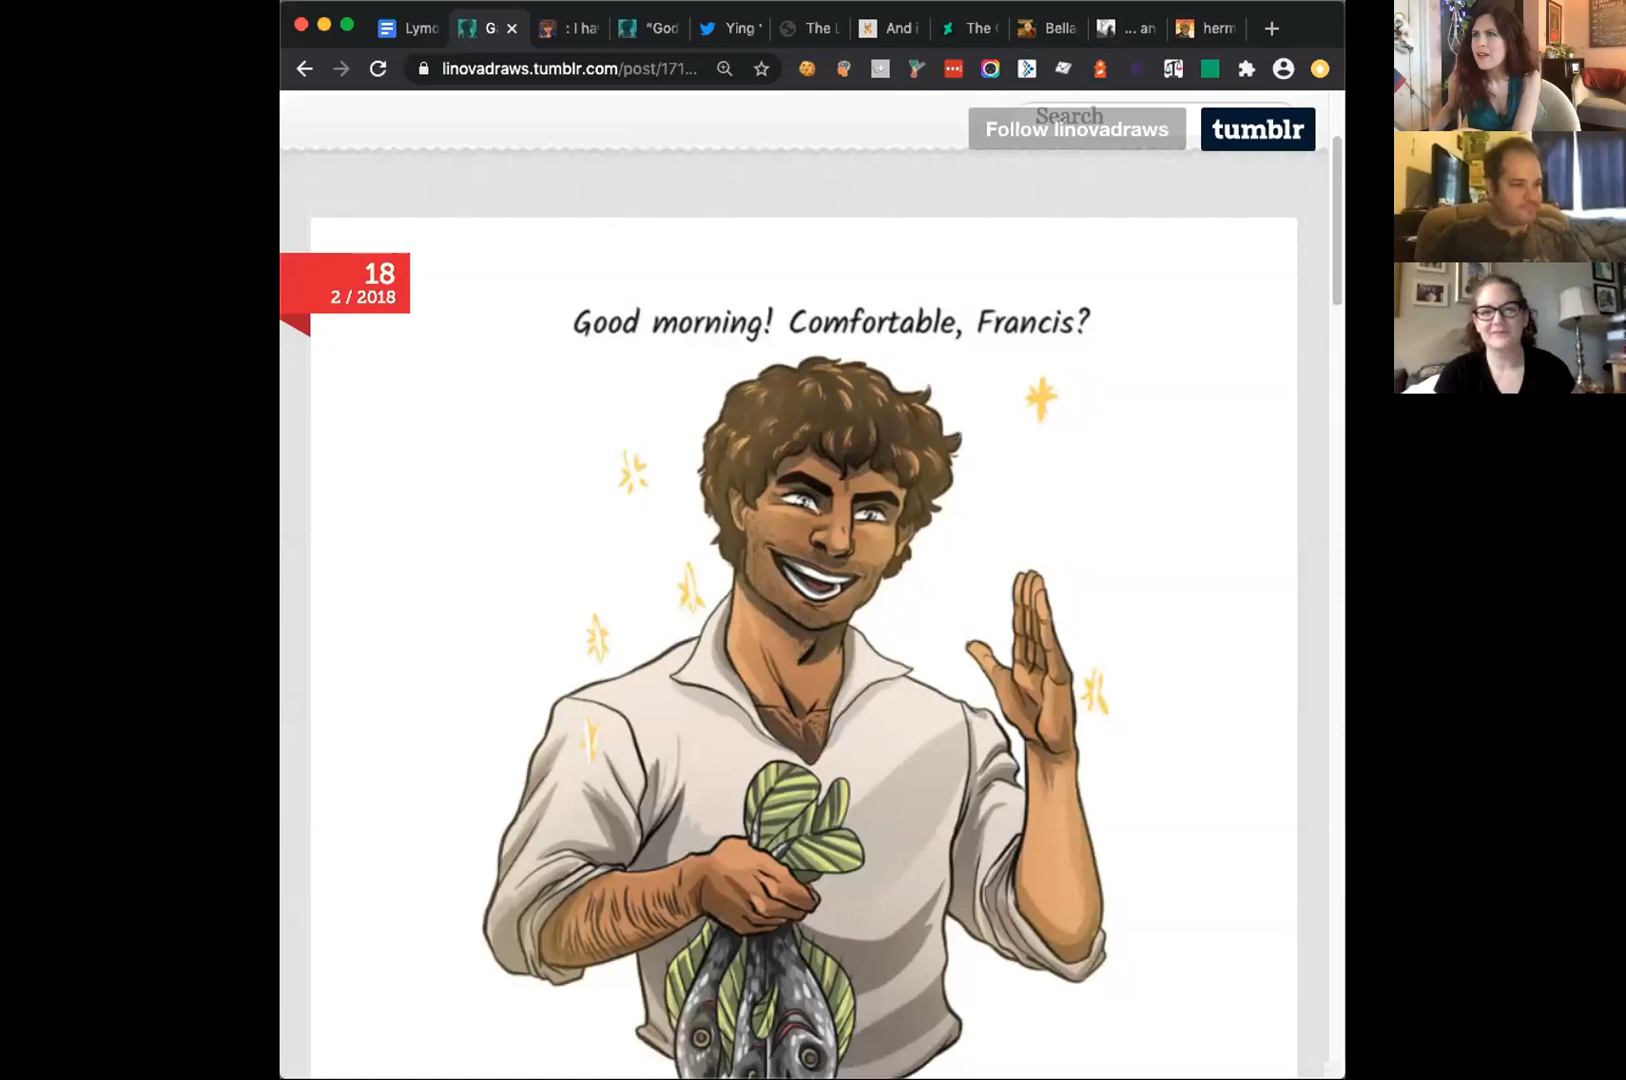 Lymo
G
: I ha
"God
Ying
The L
And i
The (
Bella
... an
herm
linovadraws.tumblr.com/post/171...
Search
Follow linovadraws
tumblr
18
2 / 2018
Good morning! Comfortable, Francis?